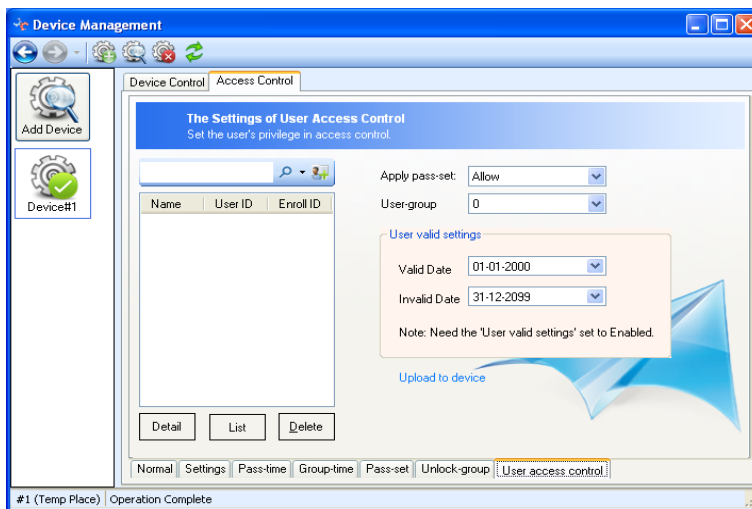 Device Management
Device Control Access Control
Add Device
Device#1
The Settings of User Access Control
Set the user's privilege in access control.
Name User ID Enroll ID
Apply pass-set: Allow
User-group 0
User valid settings
Valid Date 01-01-2000
Invalid Date 31-12-2099
Note: Need the 'User valid settings' set to Enabled.
Upload to device
Detail List Delete
Normal Settings Pass-time Group-time Pass-set Unlock-group User access control
#1 (Temp Place) Operation Complete